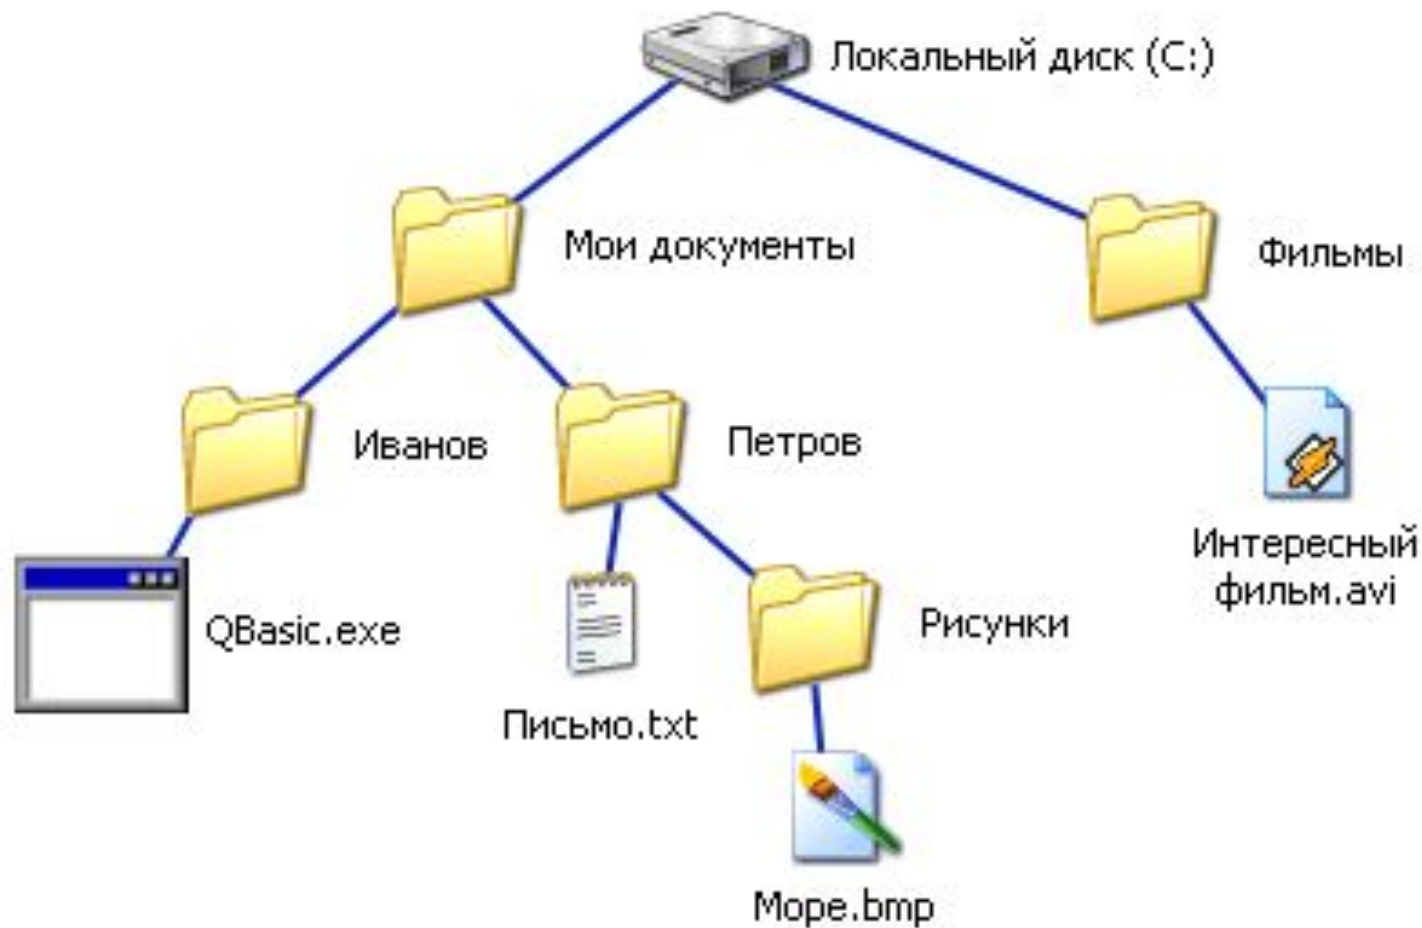 Локальный диск (C:)
Мои документы
Фильмы
Иванов
Петров
Интересный
фильм.avi
QBasic.exe
Рисунки
Письмо.txt
Море.bmp